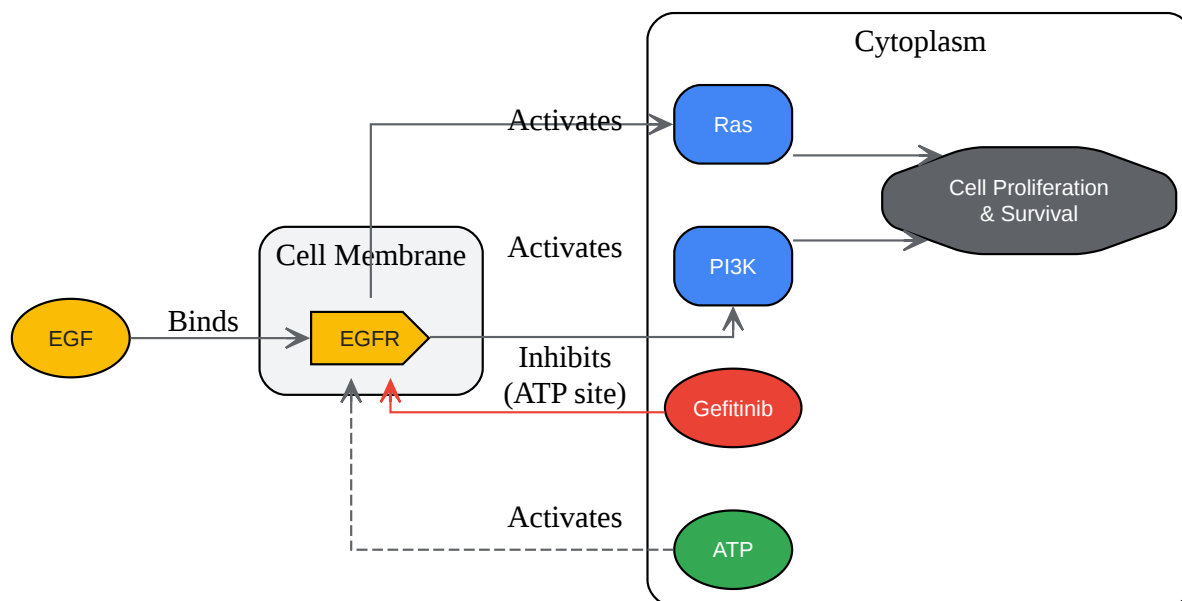 Cytoplasm
Activates
Ras
Cell Proliferation
& Survival
Activates
Cell Membrane
PI3K
Binds
EGF
EGFR
Inhibits
(ATP site)
Gefitinib
Activates
ATP